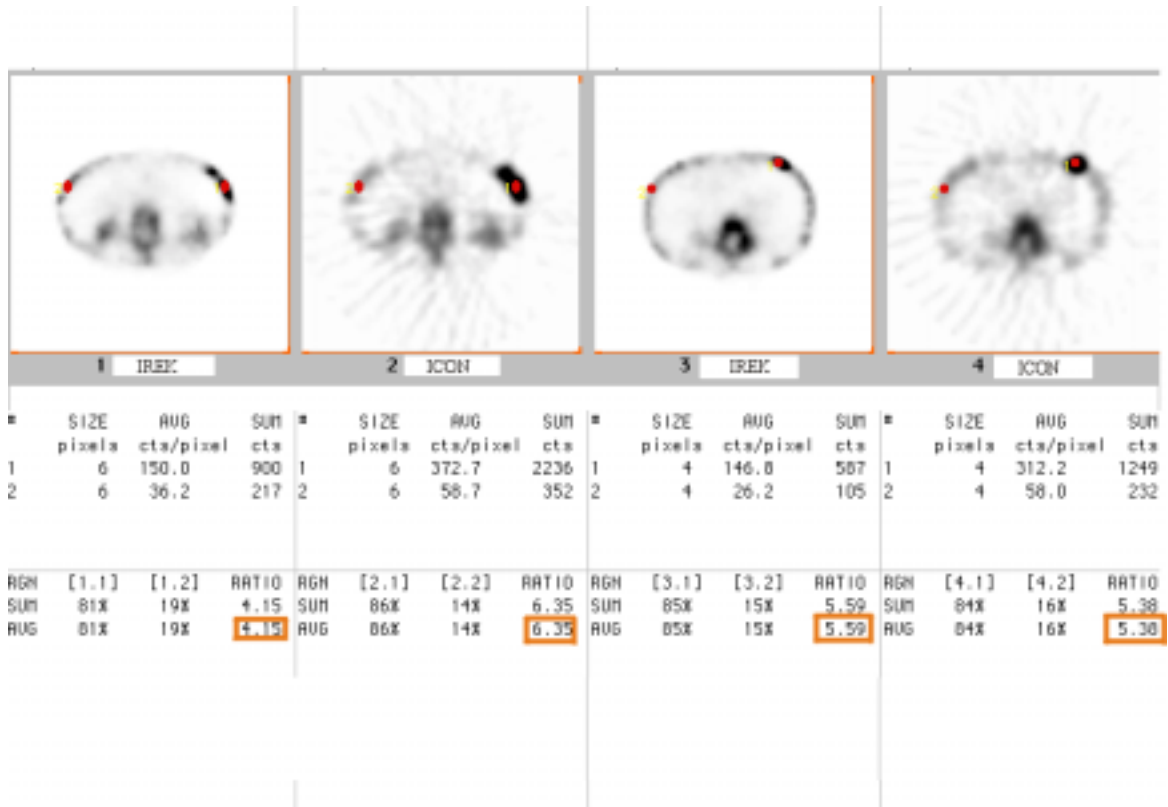 1 IREK 2 ICON 3 IREK 4 ICON
# SIZE AVG SUM # SIZE AVG SUM # SIZE AVG SUM # SIZE AVG SUM
pixels cts/pixel cts pixels cts/pixel cts pixels cts/pixel cts pixels cts/pixel cts
1 6 150.0 900 1 6 372.7 2236 1 4 146.8 587 1 4 312.2 1249
2 6 36.2 217 2 6 58.7 352 2 4 26.2 105 2 4 58.0 232
RGN [1.1] [1.2] RATIO RGN [2.1] [2.2] RATIO RGN [3.1] [3.2] RATIO RGN [4.1] [4.2] RATIO
SUM 81% 19% 4.15 SUM 86% 14% 6.35 SUM 85% 15% 5.59 SUM 84% 16% 5.38
AVG 81% 19% 4.15 AVG 86% 14% 6.35 AVG 85% 15% 5.59 AVG 84% 16% 5.38